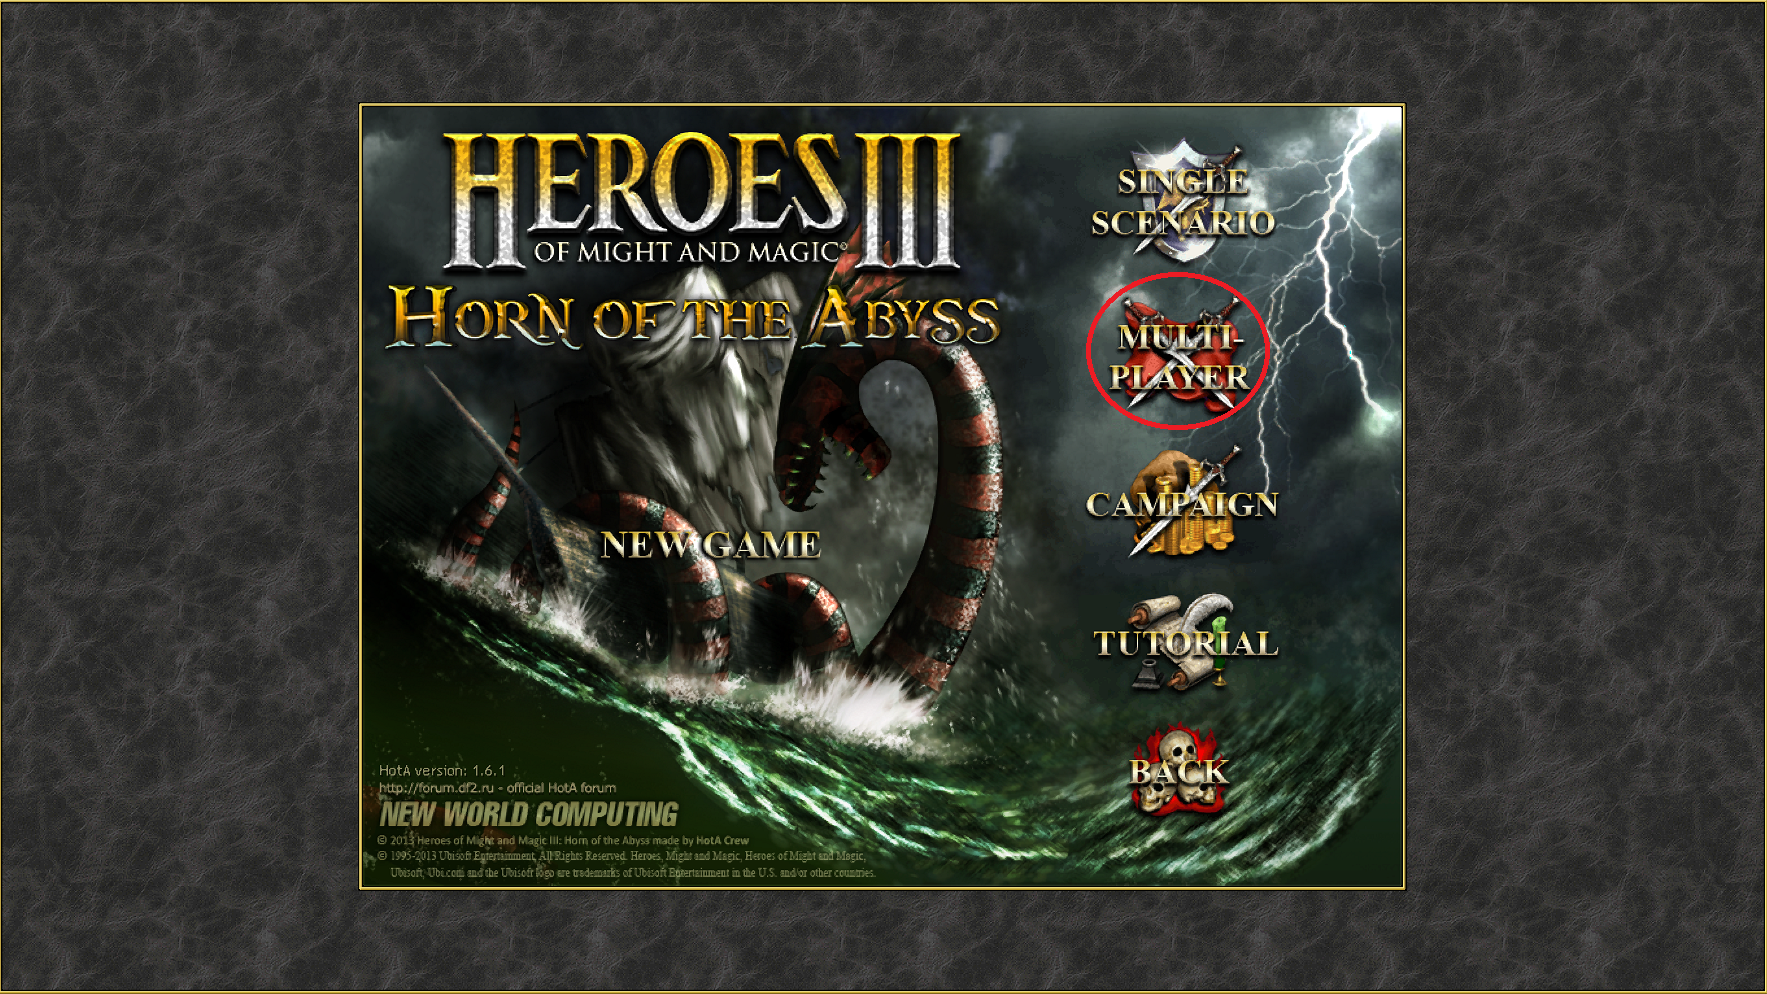 HEROES III
OF MIGHT AND MAGIC®
HORN OF THE ABYSS
SINGLE
SCENARIO
MULTI-
PLAYER
CAMPAIGN
NEW GAME
TUTORIAL
BACK
HotA version: 1.6.1
http://forum.df2.ru - official HotA forum
NEW WORLD COMPUTING
© 2013 Heroes of Might and Magic III: Horn of the Abyss made by HotA Crew
© 1995-2013 Ubisoft Entertainment, All Rights Reserved. Heroes, Might and Magic, Heroes of Might and Magic,
Ubisoft, Ubi.com and the Ubisoft logo are trademarks of Ubisoft Entertainment in the U.S. and/or other countries.